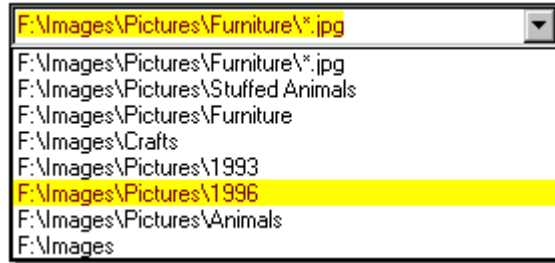 F:\Images\Pictures\Furniture\*.jpg
F:\Images\Pictures\Furniture\*.jpg
F:\Images\Pictures\Stuffed Animals
F:\Images\Pictures\Furniture
F:\Images\Crafts
F:\Images\Pictures\1993
F:\Images\Pictures\1996
F:\Images\Pictures\Animals
F:\Images